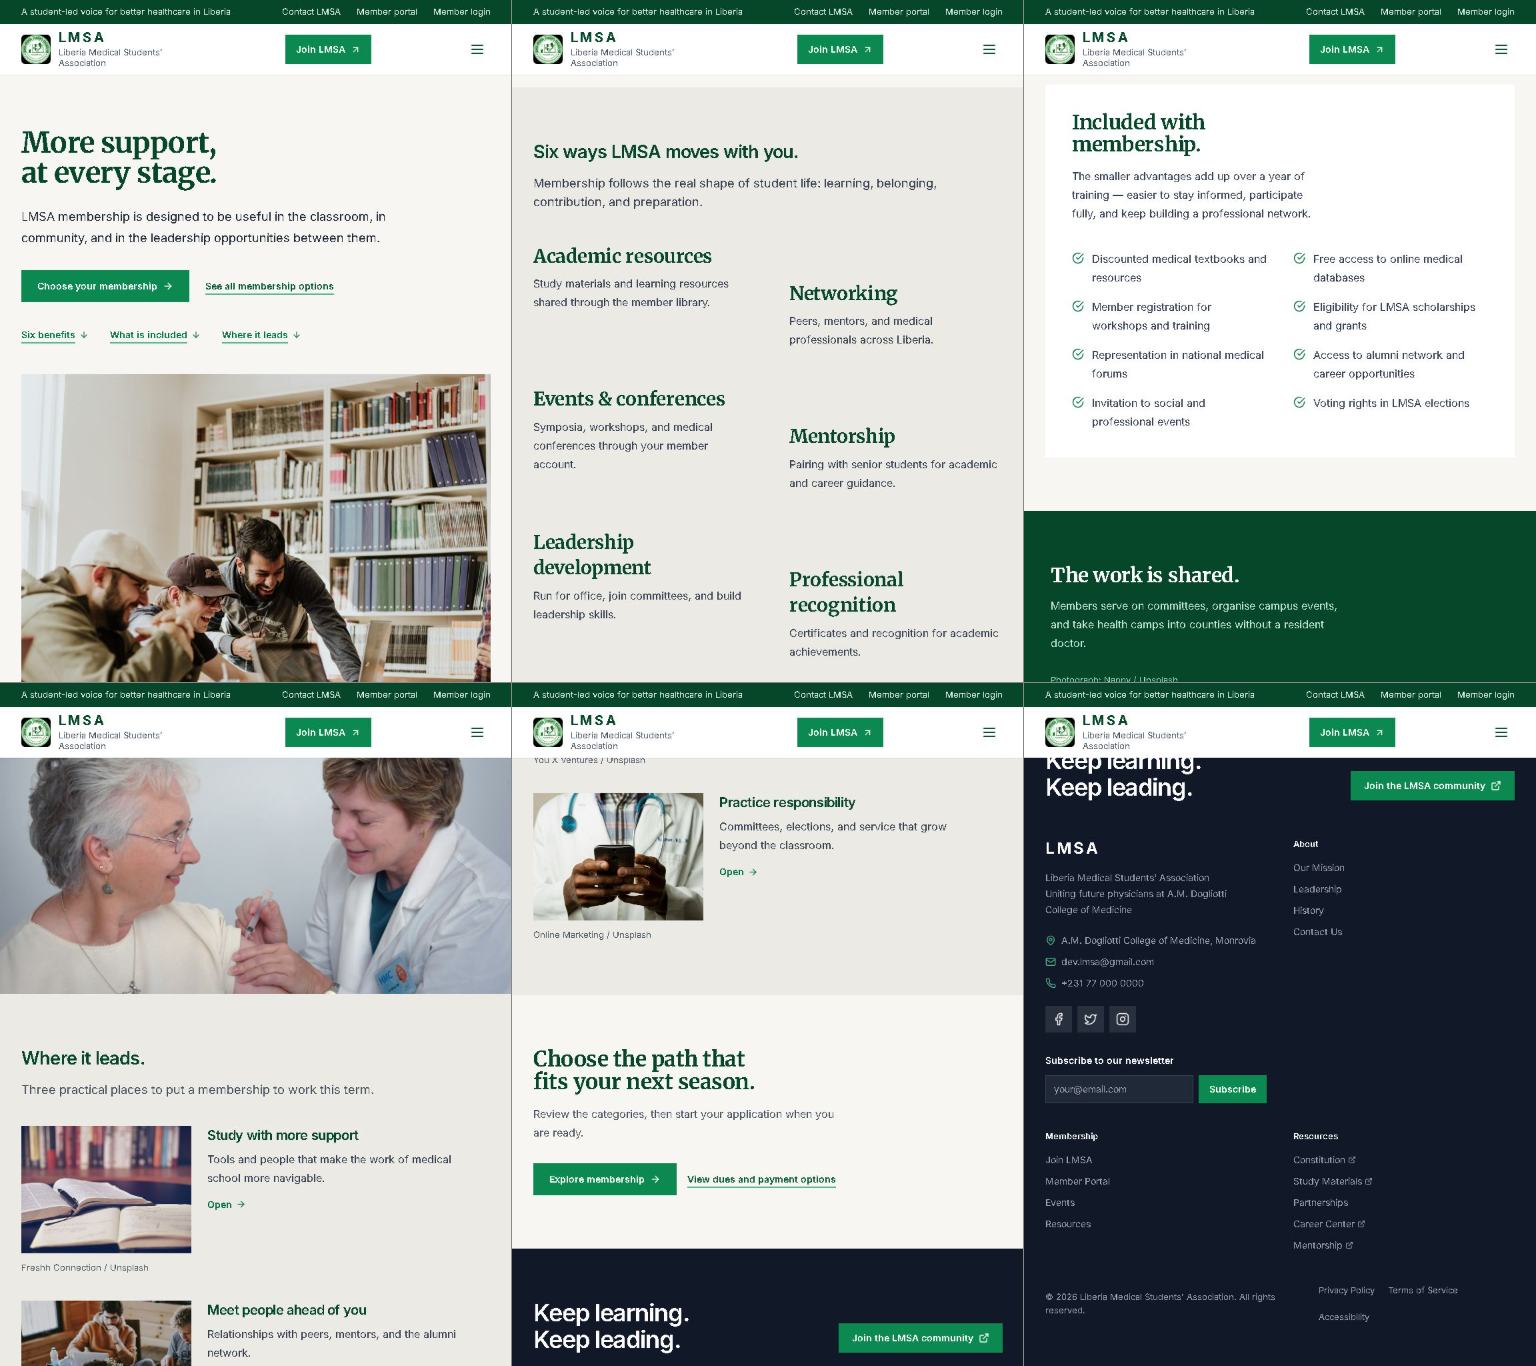 A student-led voice for better healthcare in Liberia
Contact LMSA Member portal Member login
LMSA
Liberia Medical Students'
Association
Join LMSA
More support,
at every stage.
LMSA membership is designed to be useful in the classroom, in
community, and in the leadership opportunities between them.
Choose your membership
See all membership options
Six benefits
What is included
Where it leads
A student-led voice for better healthcare in Liberia
Contact LMSA Member portal Member login
LMSA
Liberia Medical Students'
Association
Join LMSA
Six ways LMSA moves with you.
Membership follows the real shape of student life: learning, belonging,
contribution, and preparation.
Academic resources
Study materials and learning resources
shared through the member library.
Networking
Peers, mentors, and medical
professionals across Liberia.
Events & conferences
Symposia, workshops, and medical
conferences through your member
account.
Mentorship
Pairing with senior students for academic
and career guidance.
Leadership
development
Run for office, join committees, and build
leadership skills.
Professional
recognition
Certificates and recognition for academic
achievements.
A student-led voice for better healthcare in Liberia
Contact LMSA Member portal Member login
LMSA
Liberia Medical Students'
Association
Join LMSA
Included with
membership.
The smaller advantages add up over a year of
training — easier to stay informed, participate
fully, and keep building a professional network.
Discounted medical textbooks and
resources
Free access to online medical
databases
Member registration for
workshops and training
Eligibility for LMSA scholarships
and grants
Representation in national medical
forums
Access to alumni network and
career opportunities
Invitation to social and
professional events
Voting rights in LMSA elections
The work is shared.
Members serve on committees, organise campus events,
and take health camps into counties without a resident
doctor.
Photograph: Nappy / Unsplash
A student-led voice for better healthcare in Liberia
Contact LMSA Member portal Member login
LMSA
Liberia Medical Students'
Association
Join LMSA
Where it leads.
Three practical places to put a membership to work this term.
Study with more support
Tools and people that make the work of medical
school more navigable.
Open
Freshh Connection / Unsplash
Meet people ahead of you
Relationships with peers, mentors, and the alumni
network.
A student-led voice for better healthcare in Liberia
Contact LMSA Member portal Member login
LMSA
Liberia Medical Students'
Association
Join LMSA
You X Ventures / Unsplash
Practice responsibility
Committees, elections, and service that grow
beyond the classroom.
Open
Online Marketing / Unsplash
Choose the path that
fits your next season.
Review the categories, then start your application when you
are ready.
Explore membership
View dues and payment options
Keep learning.
Keep leading.
Join the LMSA community
A student-led voice for better healthcare in Liberia
Contact LMSA Member portal Member login
LMSA
Liberia Medical Students'
Association
Join LMSA
Keep learning.
Keep leading.
Join the LMSA community
LMSA
Liberia Medical Students' Association
Uniting future physicians at A.M. Dogliotti
College of Medicine
A.M. Dogliotti College of Medicine, Monrovia
dev.lmsa@gmail.com
+231 77 000 0000
Subscribe to our newsletter
your@email.com
Subscribe
About
Our Mission
Leadership
History
Contact Us
Membership
Join LMSA
Member Portal
Events
Resources
Resources
Constitution
Study Materials
Partnerships
Career Center
Mentorship
© 2026 Liberia Medical Students' Association. All rights
reserved.
Privacy Policy Terms of Service
Accessibility